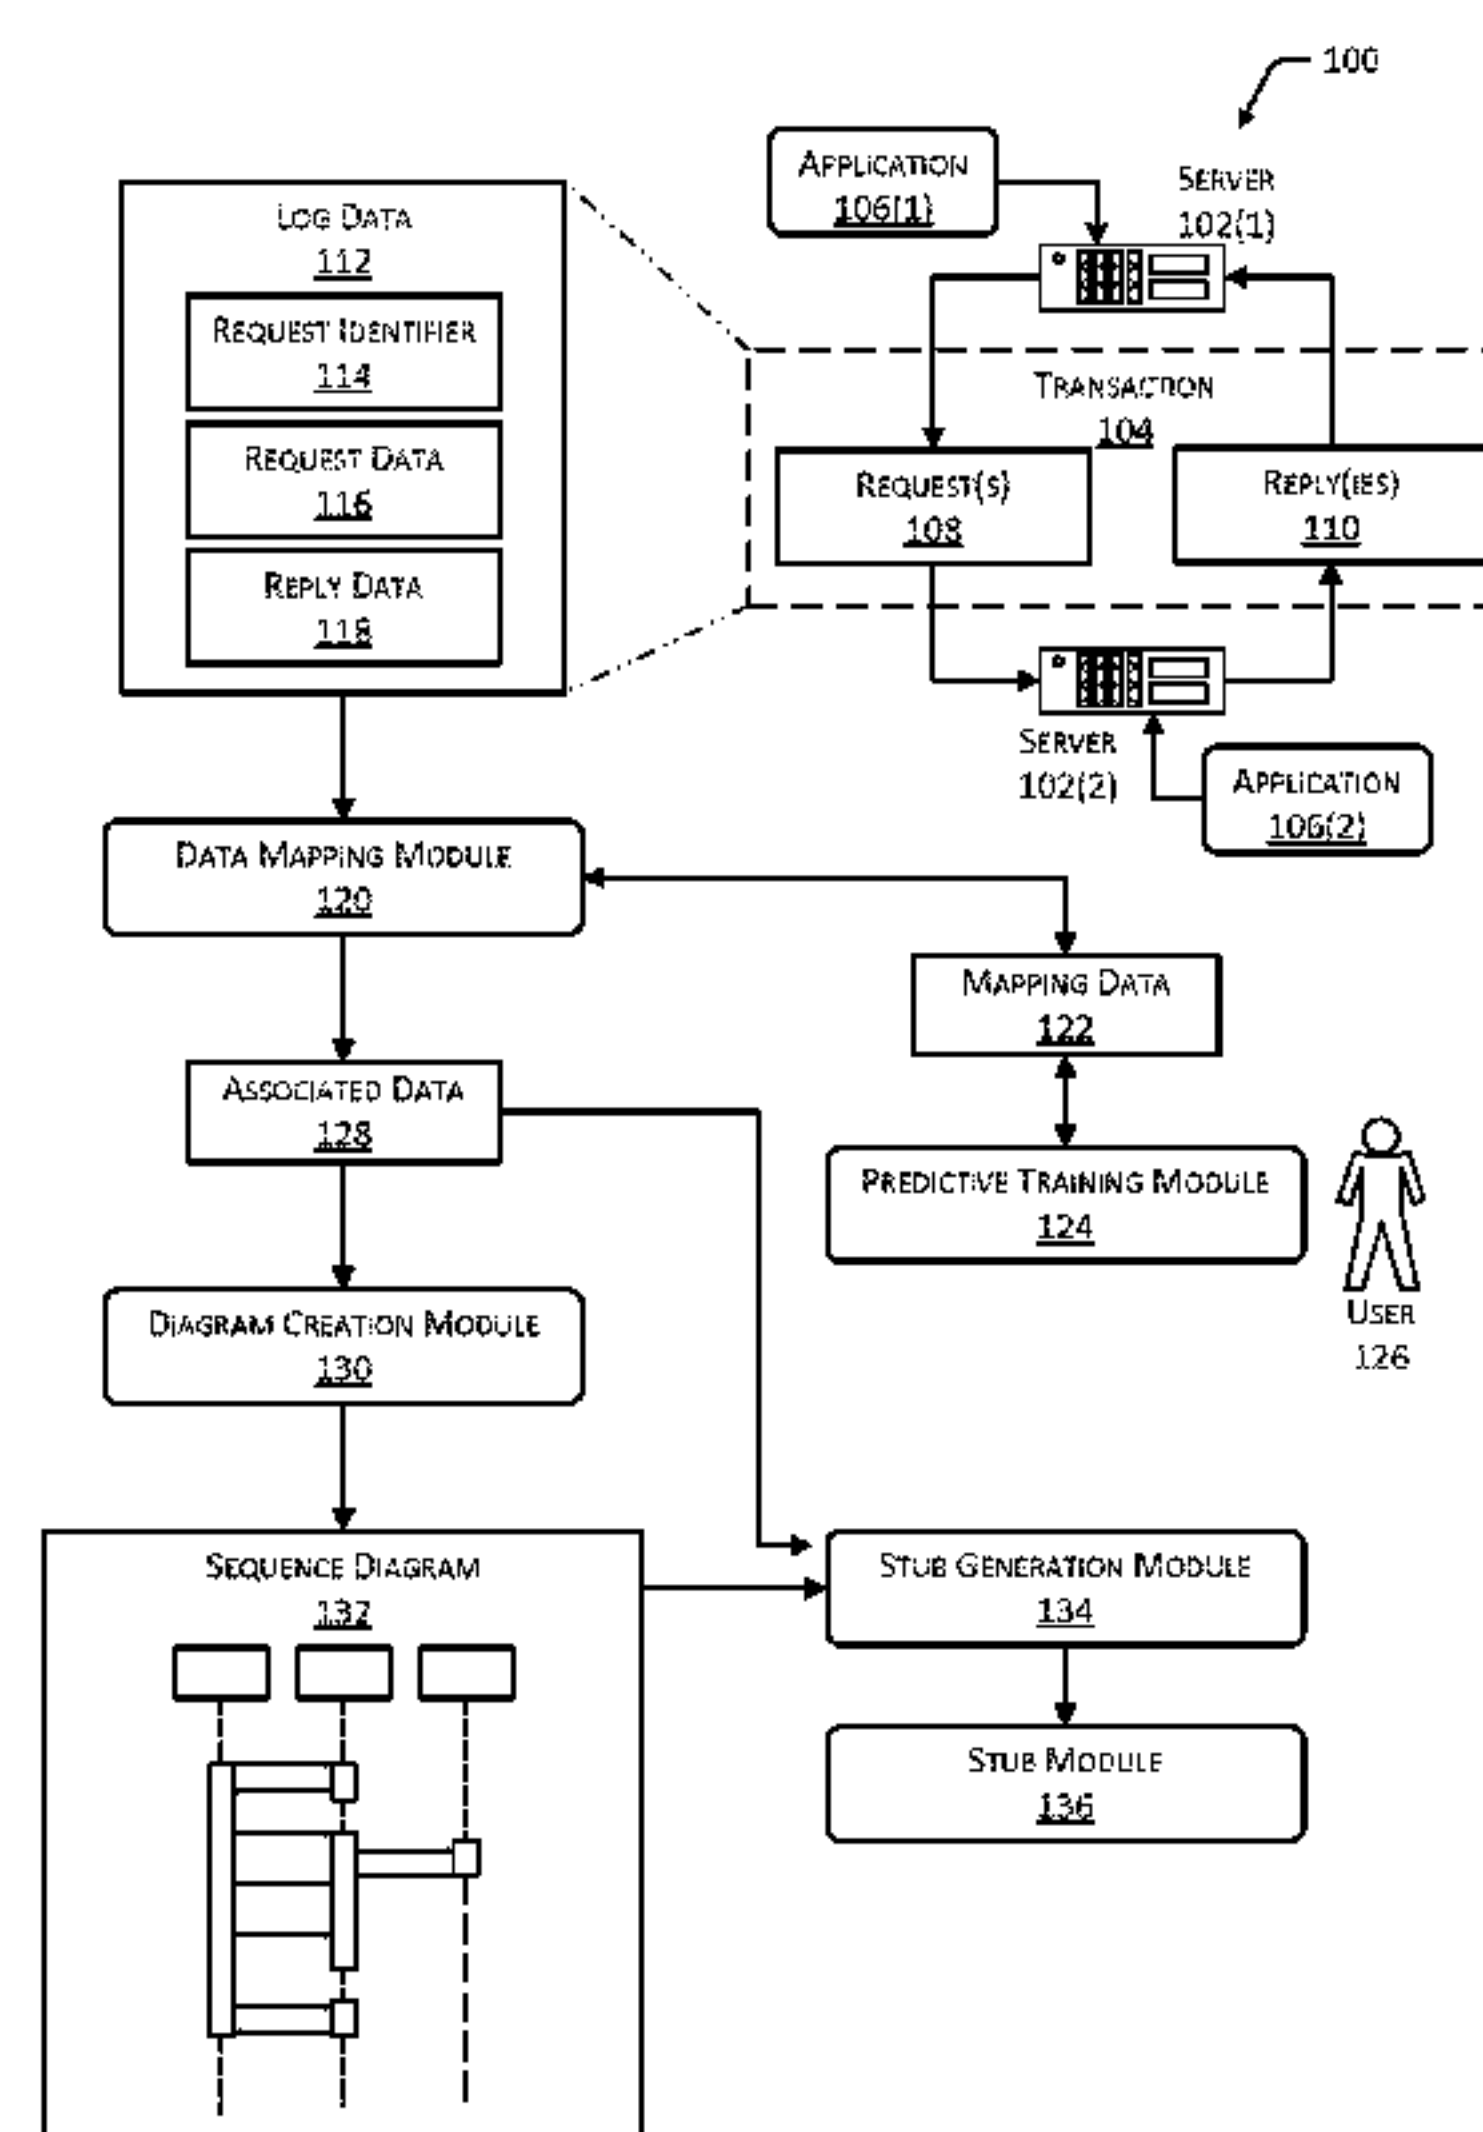 100
APPLICATION
106(1)
SERVER
102(1)
LOG DATA
112
REQUEST IDENTIFIER
114
REQUEST DATA
116
REPLY DATA
118
TRANSACTION
104
REQUEST(S)
108
REPLY(IES)
110
SERVER
102(2)
APPLICATION
106(2)
DATA MAPPING MODULE
120
MAPPING DATA
122
ASSOCIATED DATA
128
PREDICTIVE TRAINING MODULE
124
USER
126
DIAGRAM CREATION MODULE
130
SEQUENCE DIAGRAM
132
STUB GENERATION MODULE
134
STUB MODULE
136